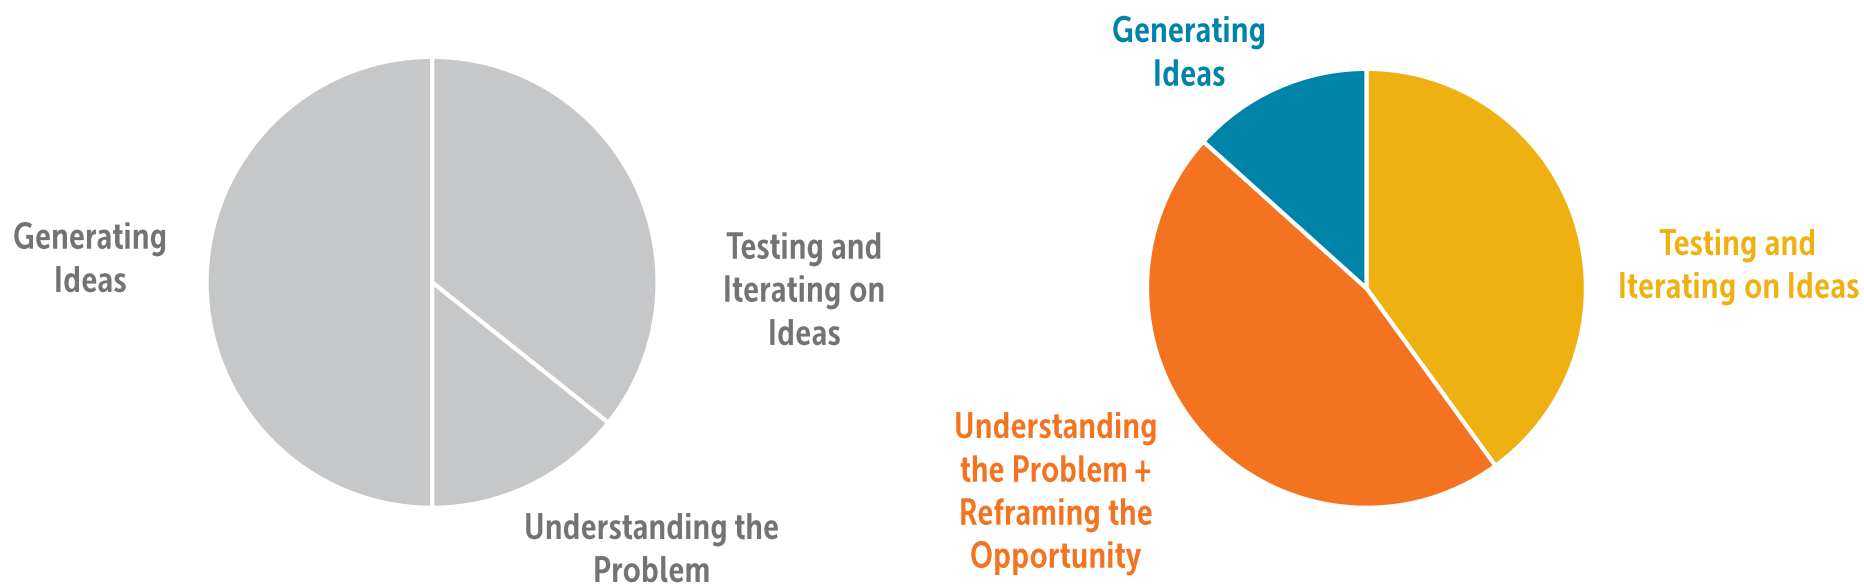 Generating
Ideas
Testing and
Iterating on
Ideas
Understanding the
Problem
Generating
Ideas
Testing and
Iterating on Ideas
Understanding
the Problem +
Reframing the
Opportunity